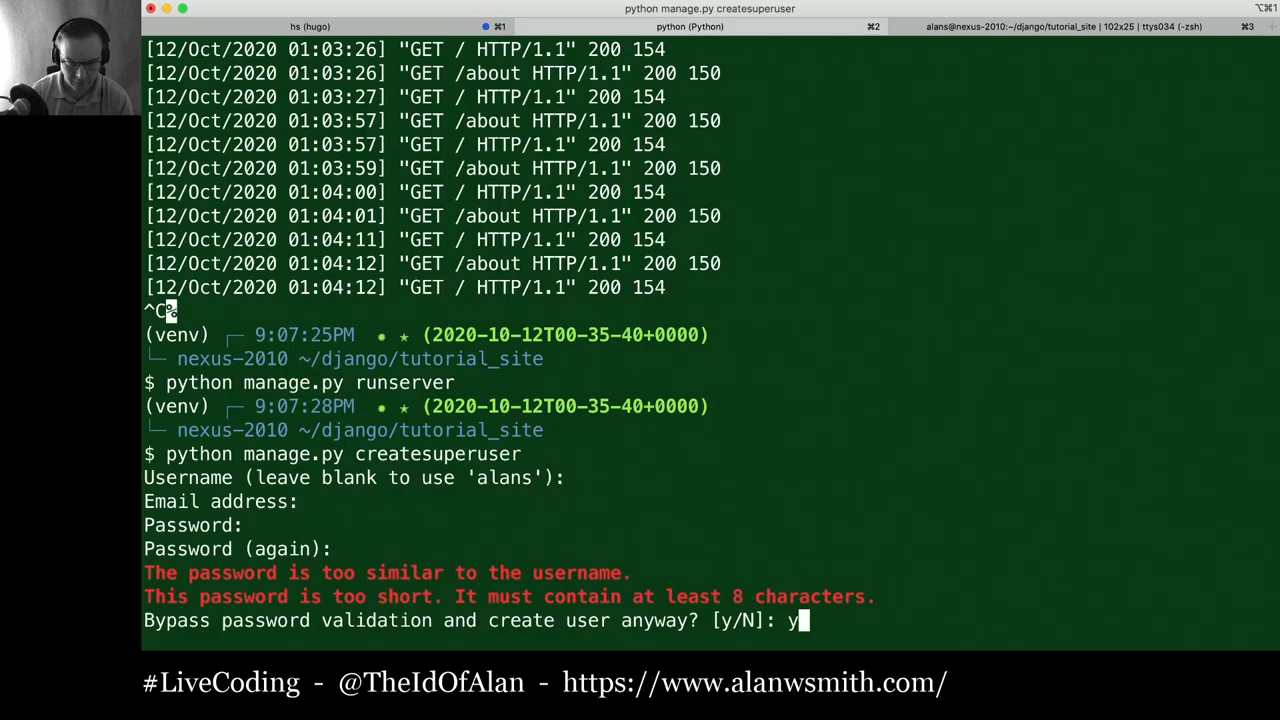 python manage.py createsuperuser
⌥⌘1
hs (hugo) ⌘1 python (Python) ⌘2 alans@nexus-2010:~/django/tutorial_site | 102x25 | ttys034 (-zsh) ⌘3
[12/Oct/2020 01:03:26] "GET / HTTP/1.1" 200 154
[12/Oct/2020 01:03:26] "GET /about HTTP/1.1" 200 150
[12/Oct/2020 01:03:27] "GET / HTTP/1.1" 200 154
[12/Oct/2020 01:03:57] "GET /about HTTP/1.1" 200 150
[12/Oct/2020 01:03:57] "GET / HTTP/1.1" 200 154
[12/Oct/2020 01:03:59] "GET /about HTTP/1.1" 200 150
[12/Oct/2020 01:04:00] "GET / HTTP/1.1" 200 154
[12/Oct/2020 01:04:01] "GET /about HTTP/1.1" 200 150
[12/Oct/2020 01:04:11] "GET / HTTP/1.1" 200 154
[12/Oct/2020 01:04:12] "GET /about HTTP/1.1" 200 150
[12/Oct/2020 01:04:12] "GET / HTTP/1.1" 200 154
^C%
(venv) ┌─ 9:07:25PM ● ★ (2020-10-12T00-35-40+0000)
└─ nexus-2010 ~/django/tutorial_site
$ python manage.py runserver
(venv) ┌─ 9:07:28PM ● ★ (2020-10-12T00-35-40+0000)
└─ nexus-2010 ~/django/tutorial_site
$ python manage.py createsuperuser
Username (leave blank to use 'alans'):
Email address:
Password:
Password (again):
The password is too similar to the username.
This password is too short. It must contain at least 8 characters.
Bypass password validation and create user anyway? [y/N]: y
#LiveCoding - @TheIdOfAlan - https://www.alanwsmith.com/